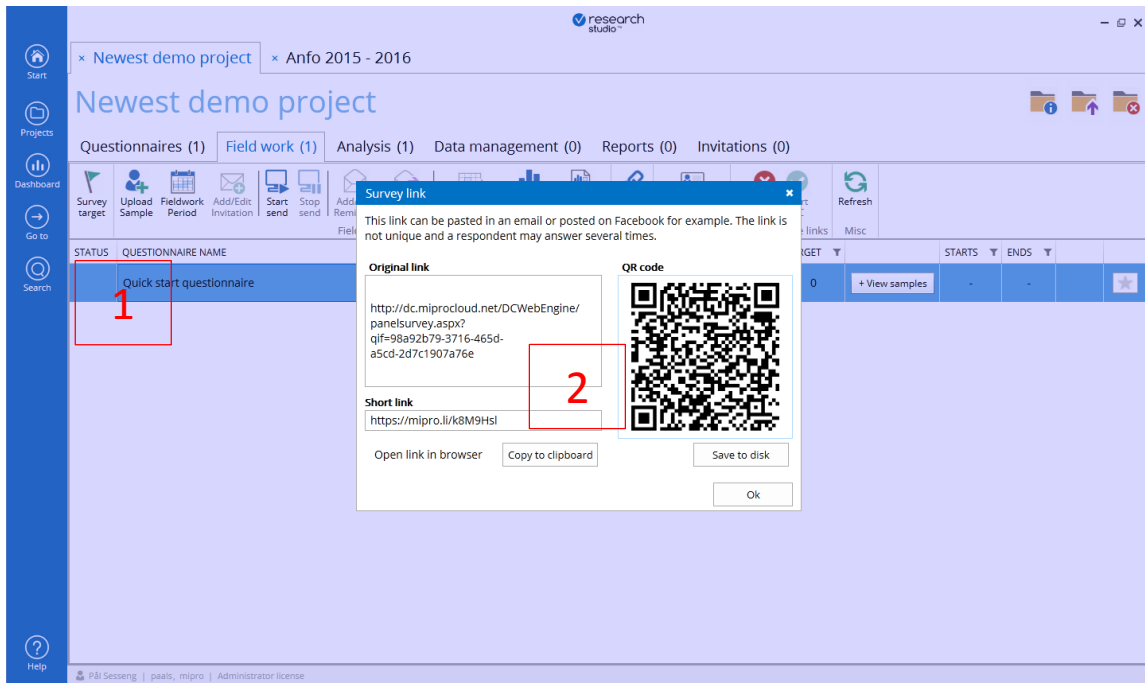 research
studio™
Start
Projects
Dashboard
Go to
Search
Help
× Newest demo project
× Anfo 2015 - 2016
Newest demo project
Questionnaires (1) Field work (1) Analysis (1) Data management (0) Reports (0) Invitations (0)
Survey target
Upload Sample
Fieldwork Period
Add/Edit Invitation
Start send
Stop send
Refresh
links Misc
STATUS QUESTIONNAIRE NAME STARTS ENDS
Quick start questionnaire 0 + View samples - -
1
Survey link ×
This link can be pasted in an email or posted on Facebook for example. The link is
not unique and a respondent may answer several times.
Original link
http://dc.miprocloud.net/DCWebEngine/
panelsurvey.aspx?
qif=98a92b79-3716-465d-
a5cd-2d7c1907a76e
QR code
2
Short link
https://mipro.li/k8M9Hsl
Open link in browser Copy to clipboard Save to disk
Ok
Pål Sesseng | paals, mipro | Administrator license